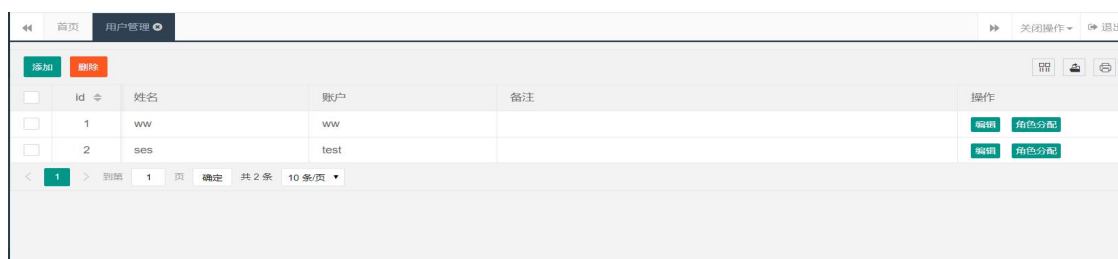 首页 用户管理 关闭操作 退出
添加 删除
id 姓名 账户 备注 操作
1 ww ww 编辑 角色分配
2 ses test 编辑 角色分配
1 到第 1 页 确定 共 2 条 10 条/页